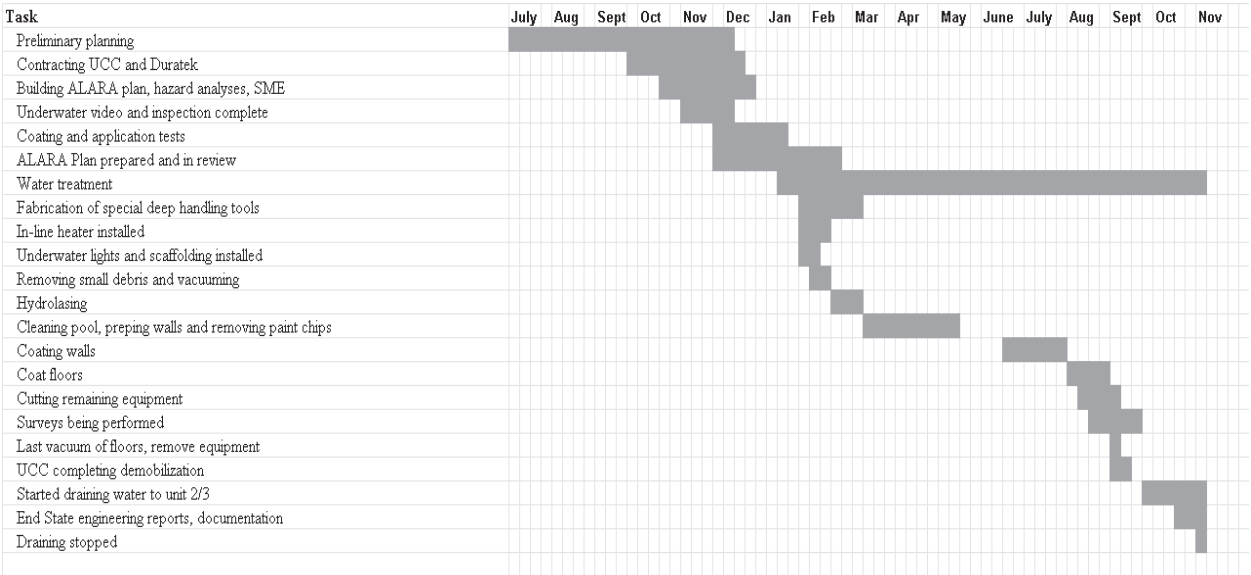 Task July Aug Sept Oct Nov Dec Jan Feb Mar Apr May June July Aug Sept Oct Nov
Preliminary planning
Contracting UCC and Duratek
Building ALARA plan, hazard analyses, SME
Underwater video and inspection complete
Coating and application tests
ALARA Plan prepared and in review
Water treatment
Fabrication of special deep handling tools
In-line heater installed
Underwater lights and scaffolding installed
Removing small debris and vacuuming
Hydrolasing
Cleaning pool, preping walls and removing paint chips
Coating walls
Coat floors
Cutting remaining equipment
Surveys being performed
Last vacuum of floors, remove equipment
UCC completing demobilization
Started draining water to unit 2/3
End State engineering reports, documentation
Draining stopped